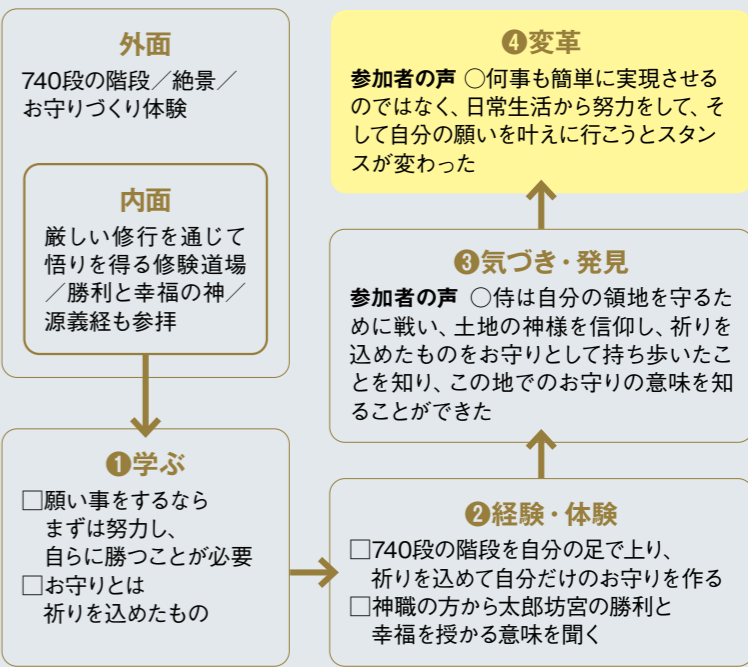 外面
740段の階段／絶景／
お守りづくり体験
内面
厳しい修行を通じて
悟りを得る修験道場
／勝利と幸福の神／
源義経も参拝
❶学ぶ
□願い事をするなら
まずは努力し、
自らに勝つことが必要
□お守りとは
祈りを込めたもの
❷経験・体験
□740段の階段を自分の足で上り、
祈りを込めて自分だけのお守りを作る
□神職の方から太郎坊宮の勝利と
幸福を授かる意味を聞く
❸気づき・発見
参加者の声 ○侍は自分の領地を守るた
めに戦い、土地の神様を信仰し、祈りを
込めたものをお守りとして持ち歩いたこ
とを知り、この地でのお守りの意味を知
ることができた
❹変革
参加者の声 ○何事も簡単に実現させる
のではなく、日常生活から努力をして、そ
して自分の願いを叶えに行こうとスタン
スが変わった